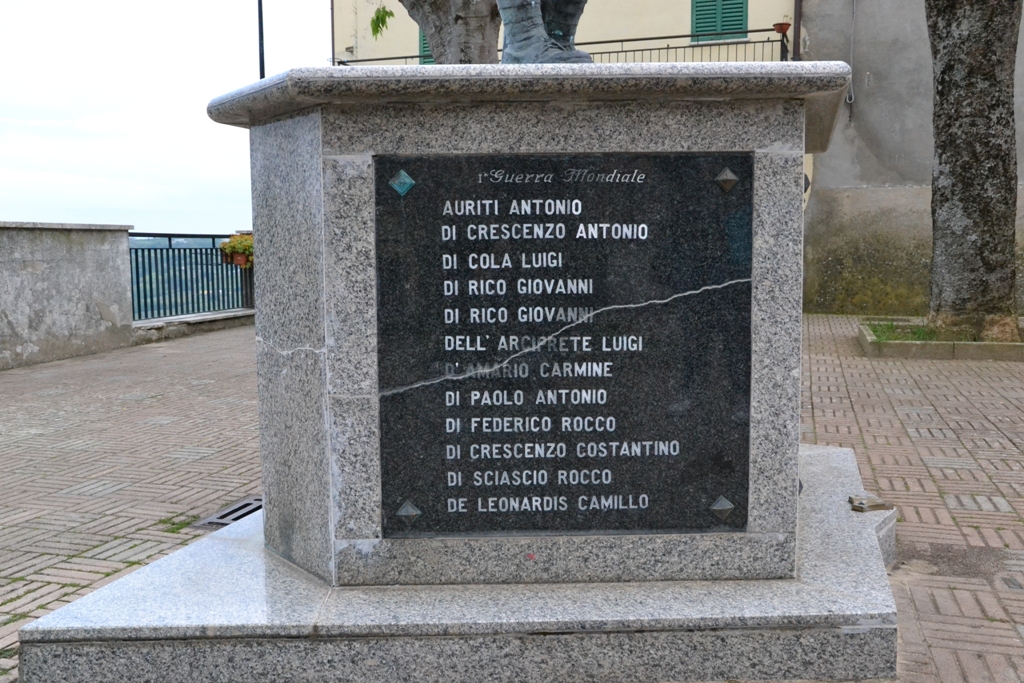 1ª Guerra Mondiale
AURITI ANTONIO
DI CRESCENZO ANTONIO
DI COLA LUIGI
DI RICO GIOVANNI
DI RICO GIOVANNI
DELL' ARCIPRETE LUIGI
D'AMARIO CARMINE
DI PAOLO ANTONIO
DI FEDERICO ROCCO
DI CRESCENZO COSTANTINO
DI SCIASCIO ROCCO
DE LEONARDIS CAMILLO